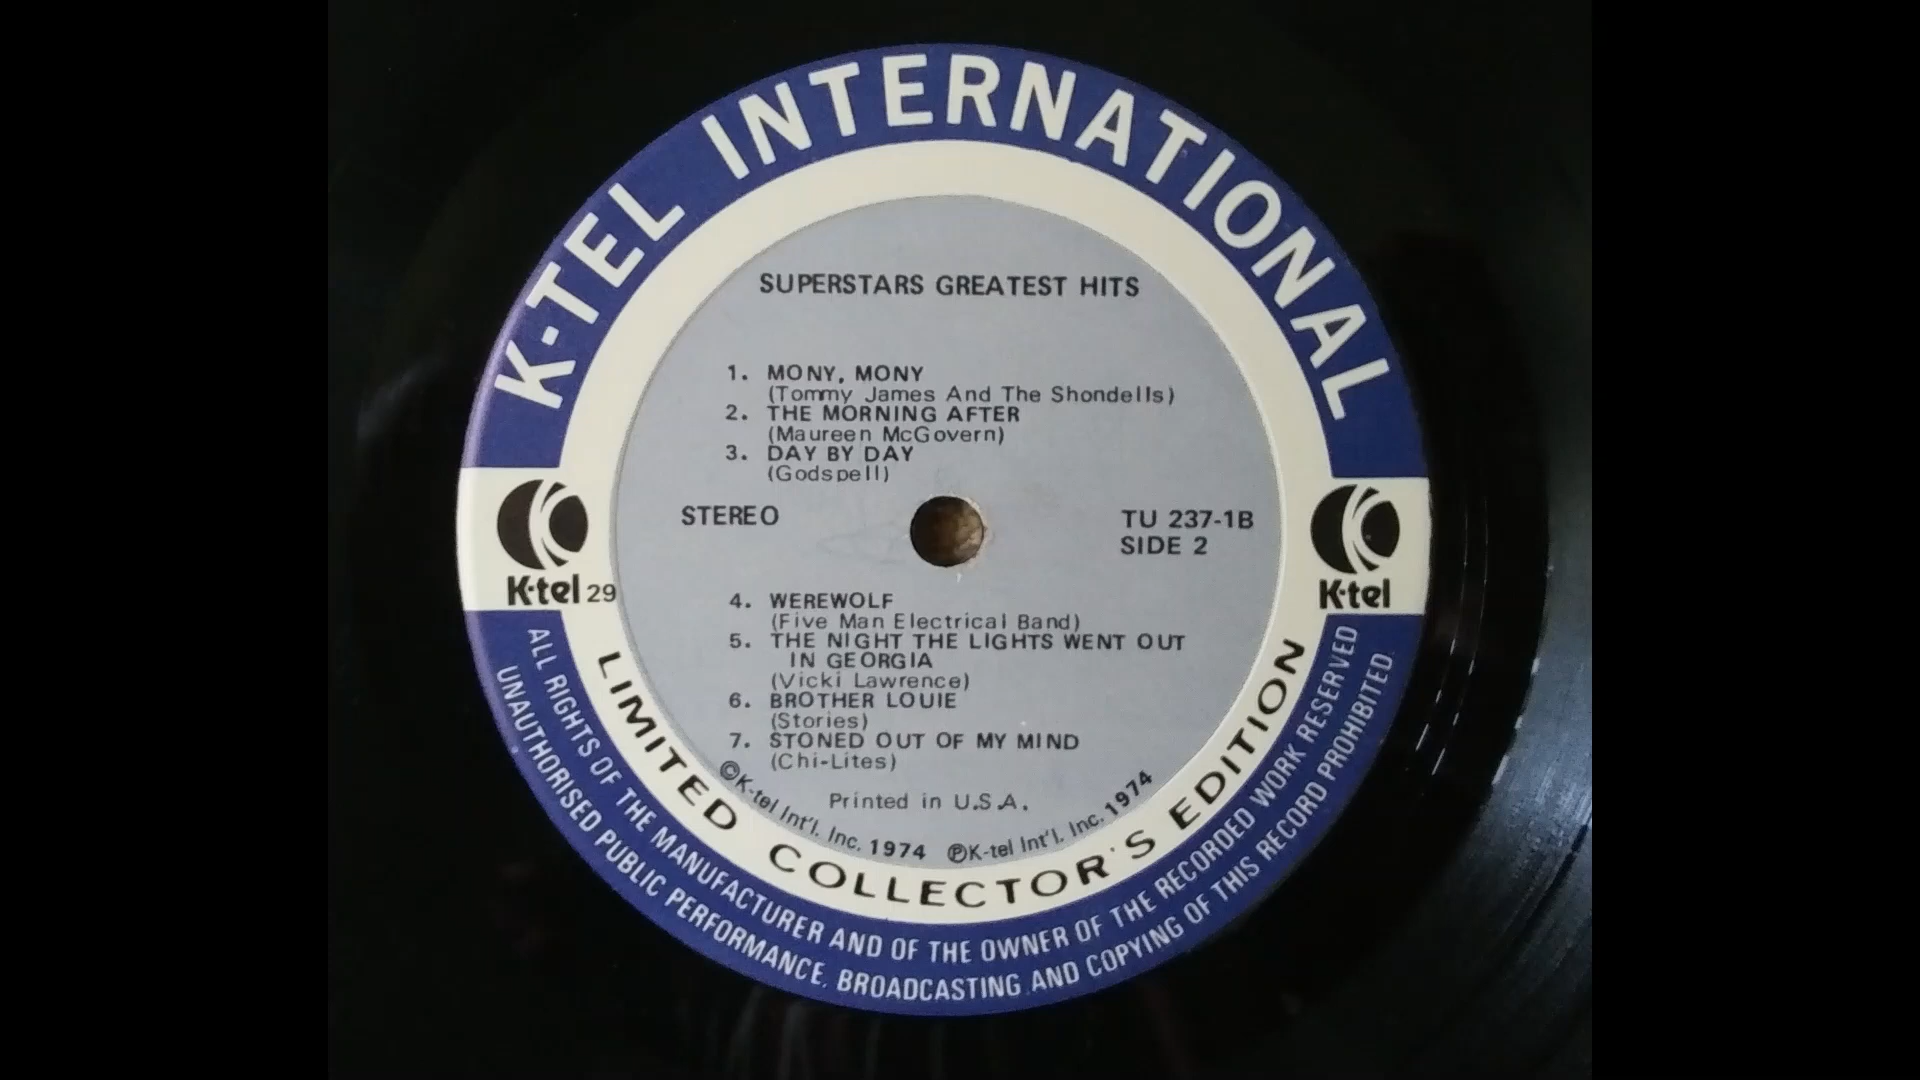 K·TEL INTERNATIONAL
SUPERSTARS GREATEST HITS
1. MONY, MONY
(Tommy James And The Shondells)
2. THE MORNING AFTER
(Maureen McGovern)
3. DAY BY DAY
(Godspell)
STEREO
TU 237-1B
SIDE 2
K·tel 29
K·tel
4. WEREWOLF
(Five Man Electrical Band)
5. THE NIGHT THE LIGHTS WENT OUT
IN GEORGIA
(Vicki Lawrence)
6. BROTHER LOUIE
(Stories)
7. STONED OUT OF MY MIND
(Chi-Lites)
Printed in U.S.A.
©K-tel Int'l. Inc. 1974 ℗K-tel Int'l. Inc. 1974
LIMITED COLLECTOR'S EDITION
ALL RIGHTS OF THE MANUFACTURER AND OF THE OWNER OF THE RECORDED WORK RESERVED
UNAUTHORISED PUBLIC PERFORMANCE, BROADCASTING AND COPYING OF THIS RECORD PROHIBITED